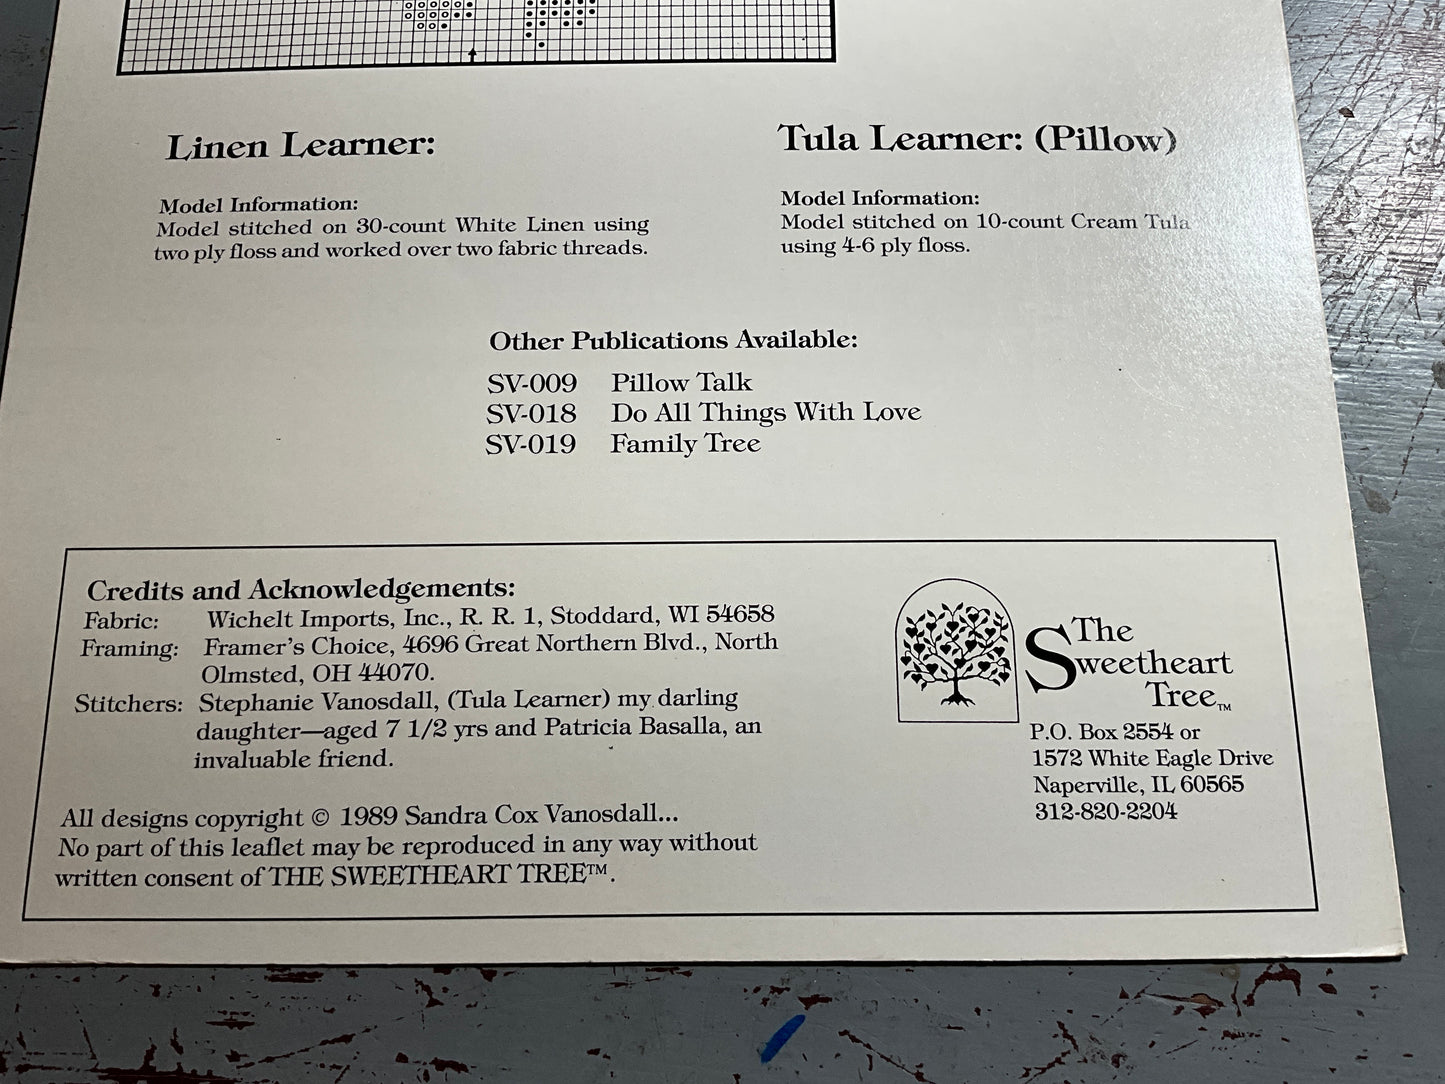 Linen Learner:
Model Information:
Model stitched on 30-count White Linen using
two ply floss and worked over two fabric threads.
Tula Learner: (Pillow)
Model Information:
Model stitched on 10-count Cream Tula
using 4-6 ply floss.
Other Publications Available:
SV-009 Pillow Talk
SV-018 Do All Things With Love
SV-019 Family Tree
Credits and Acknowledgements:
Fabric: Wichelt Imports, Inc., R. R. 1, Stoddard, WI 54658
Framing: Framer's Choice, 4696 Great Northern Blvd., North
Olmsted, OH 44070.
Stitchers: Stephanie Vanosdall, (Tula Learner) my darling
daughter—aged 7 1/2 yrs and Patricia Basalla, an
invaluable friend.
All designs copyright © 1989 Sandra Cox Vanosdall...
No part of this leaflet may be reproduced in any way without
written consent of THE SWEETHEART TREE™.
The
Sweetheart
Tree™
P.O. Box 2554 or
1572 White Eagle Drive
Naperville, IL 60565
312-820-2204